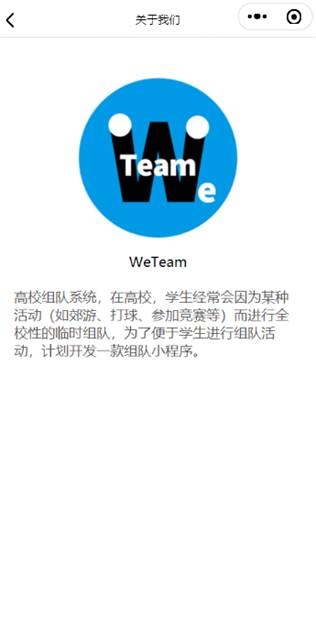 关于我们
W
Team
e
WeTeam
高校组队系统，在高校，学生经常会因为某种
活动（如郊游、打球、参加竞赛等）而进行全
校性的临时组队，为了便于学生进行组队活
动，计划开发一款组队小程序。